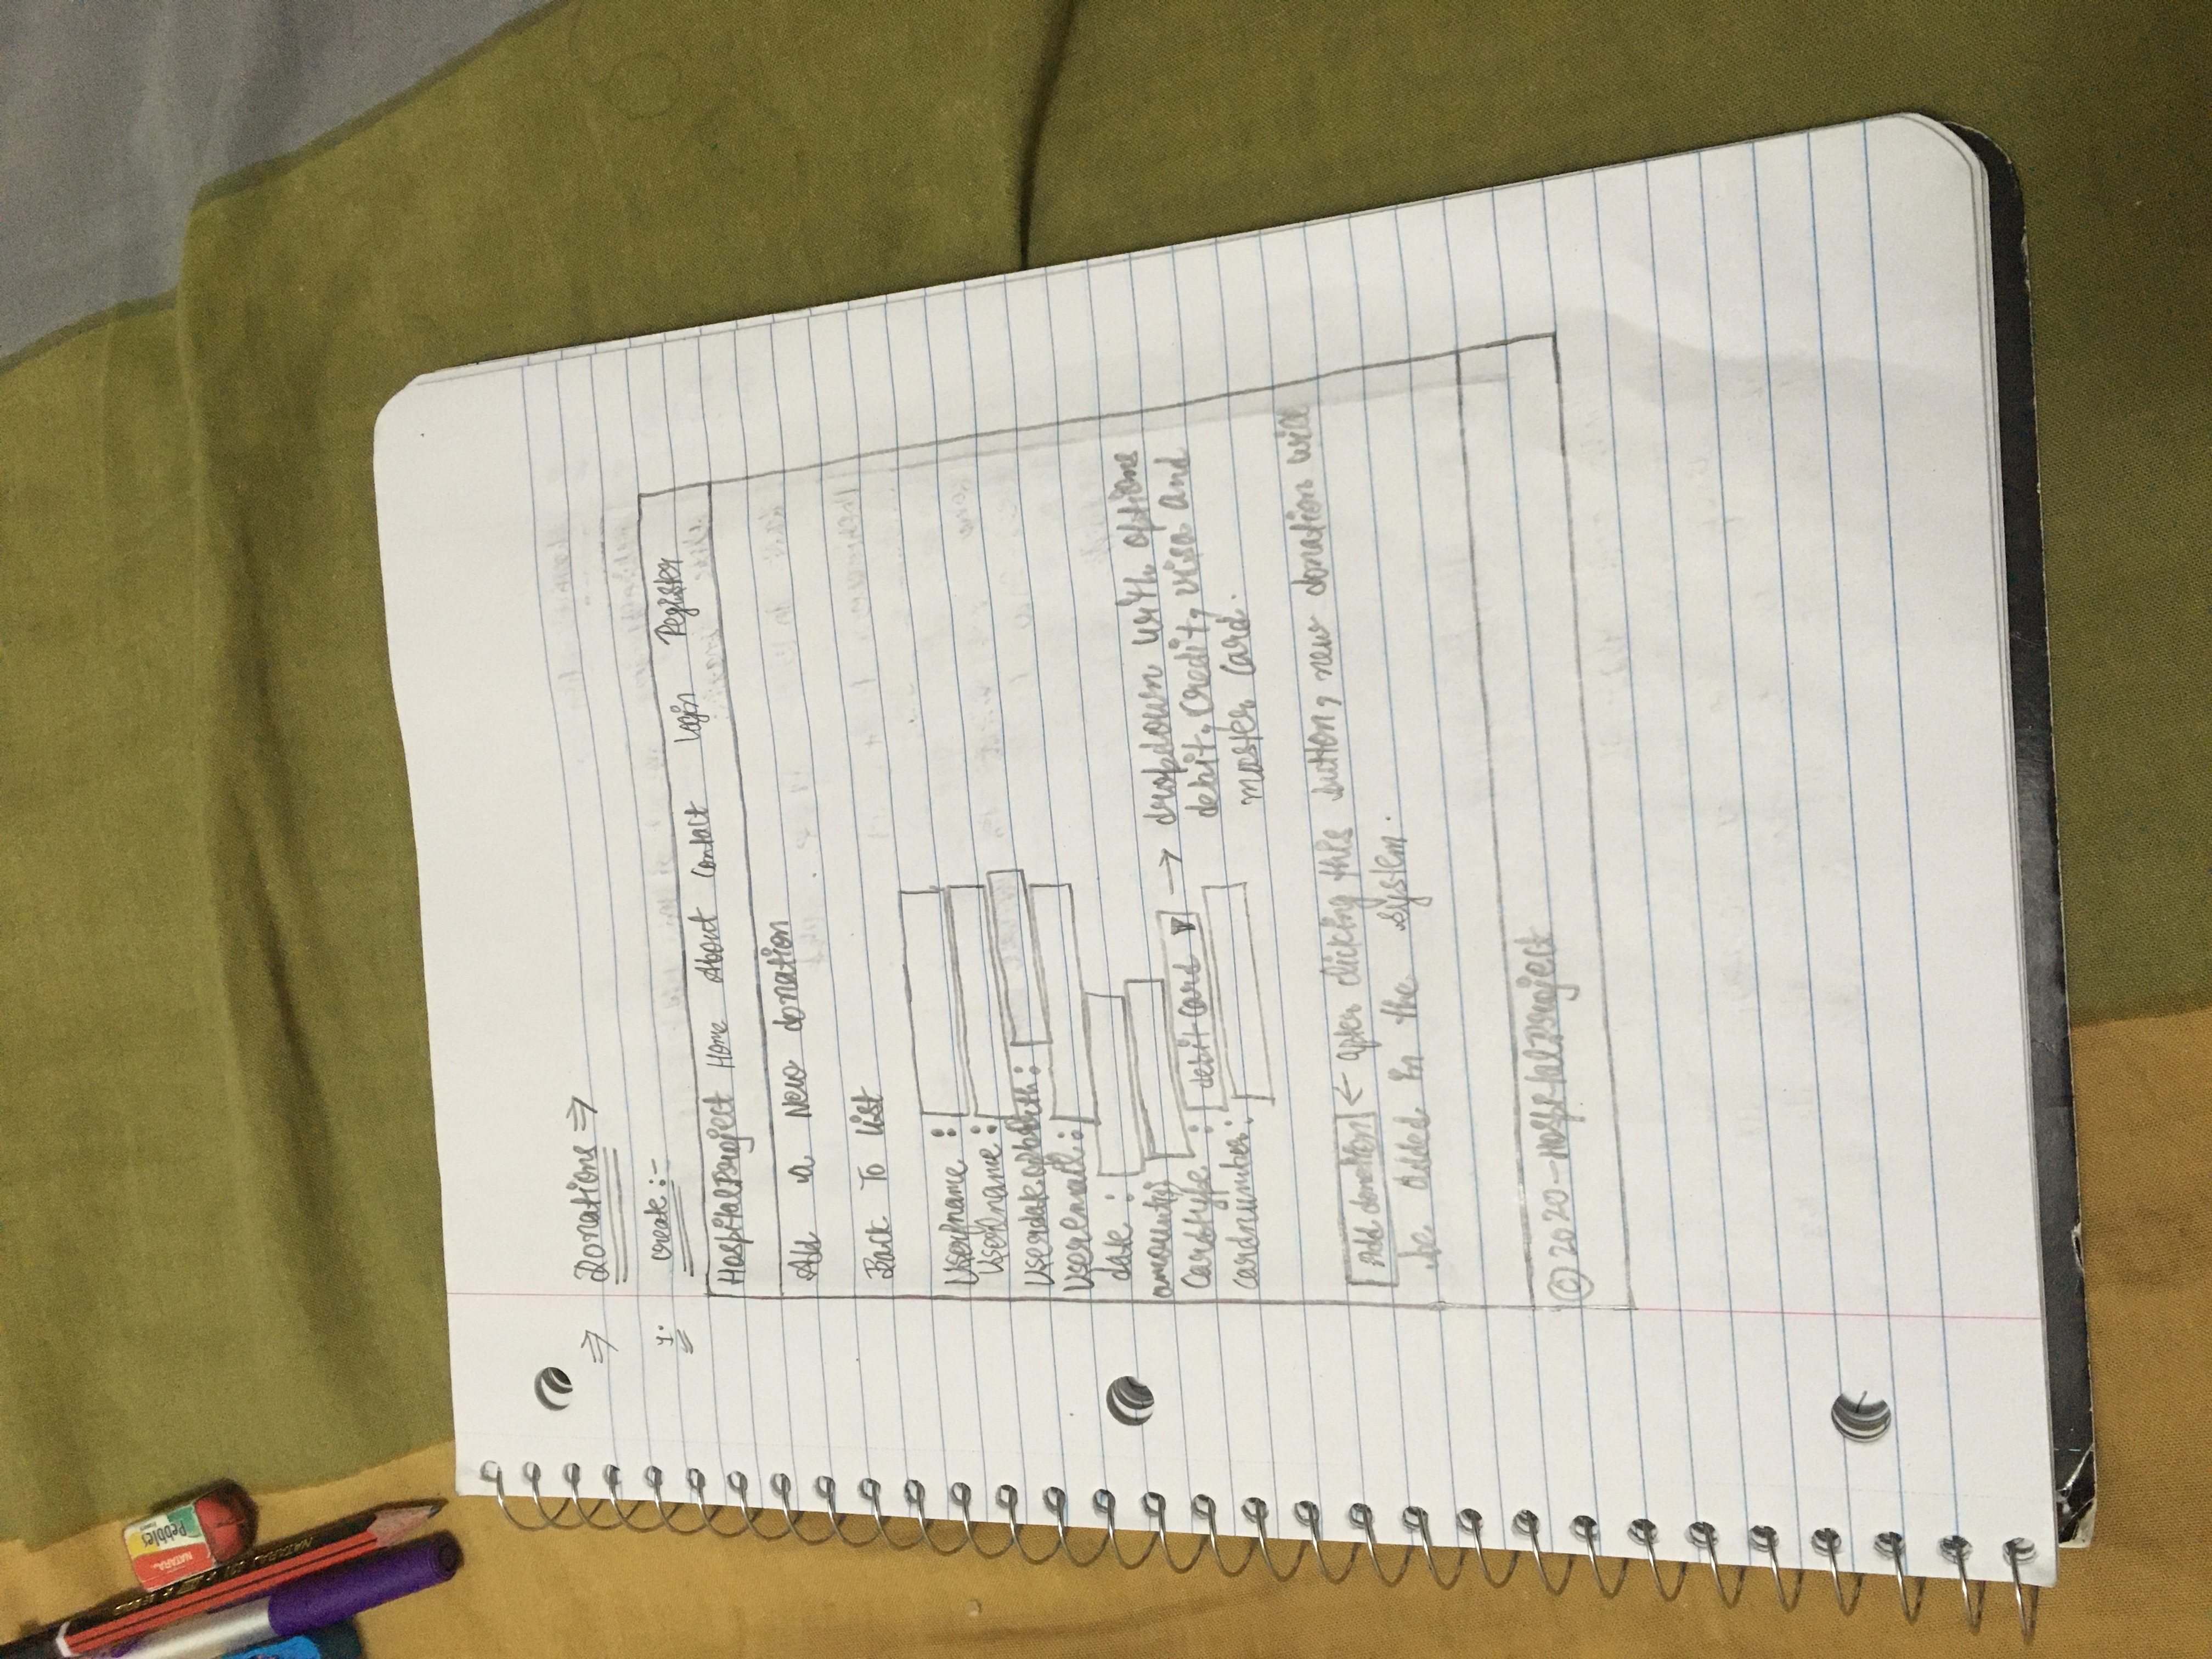 NATARAJ
Pebbles
⇒ Donations ⇒
1. Create :-
HospitalProject Home About Contact Login Register
Add a New donation
Back To List
Userfname :
Userlname :
Userdateofbirth :
Useremail :
date :
amount($)
Cardtype : debit Card ▼ → dropdown with options
debit, Credit, visa and
master Card.
cardnumber :
Add donation ← after clicking this button, new donation will
be added in the system.
© 2020 - HospitalProject